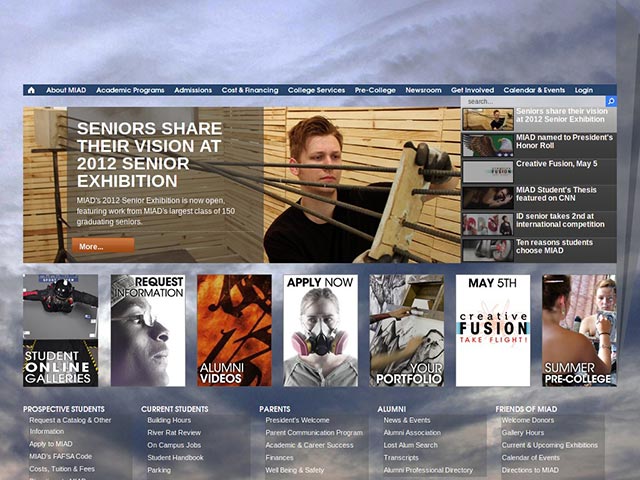 About MIAD Academic Programs Admissions Cost & Financing College Services Pre-College Newsroom Get Involved Calendar & Events Login
search...
SENIORS SHARE
THEIR VISION AT
2012 SENIOR
EXHIBITION
MIAD's 2012 Senior Exhibition is now open,
featuring work from MIAD's largest class of 150
graduating seniors.
More...
Seniors share their vision
at 2012 Senior Exhibition
MIAD named to President's
Honor Roll
Creative Fusion, May 5
MIAD Student's Thesis
featured on CNN
ID senior takes 2nd at
international competition
Ten reasons students
choose MIAD
STUDENT
ONLINE
GALLERIES
REQUEST
INFORMATION
ALUMNI
VIDEOS
APPLY NOW
YOUR
PORTFOLIO
MAY 5TH
creative
FUSION
TAKE FLIGHT!
SUMMER
PRE-COLLEGE
PROSPECTIVE STUDENTS
Request a Catalog & Other
Information
Apply to MIAD
MIAD's FAFSA Code
Costs, Tuition & Fees
CURRENT STUDENTS
Building Hours
River Rat Review
On Campus Jobs
Student Handbook
Parking
PARENTS
President's Welcome
Parent Communication Program
Academic & Career Success
Finances
Well Being & Safety
ALUMNI
News & Events
Alumni Association
Lost Alum Search
Transcripts
Alumni Professional Directory
FRIENDS OF MIAD
Welcome Donors
Gallery Hours
Current & Upcoming Exhibitions
Calendar of Events
Directions to MIAD